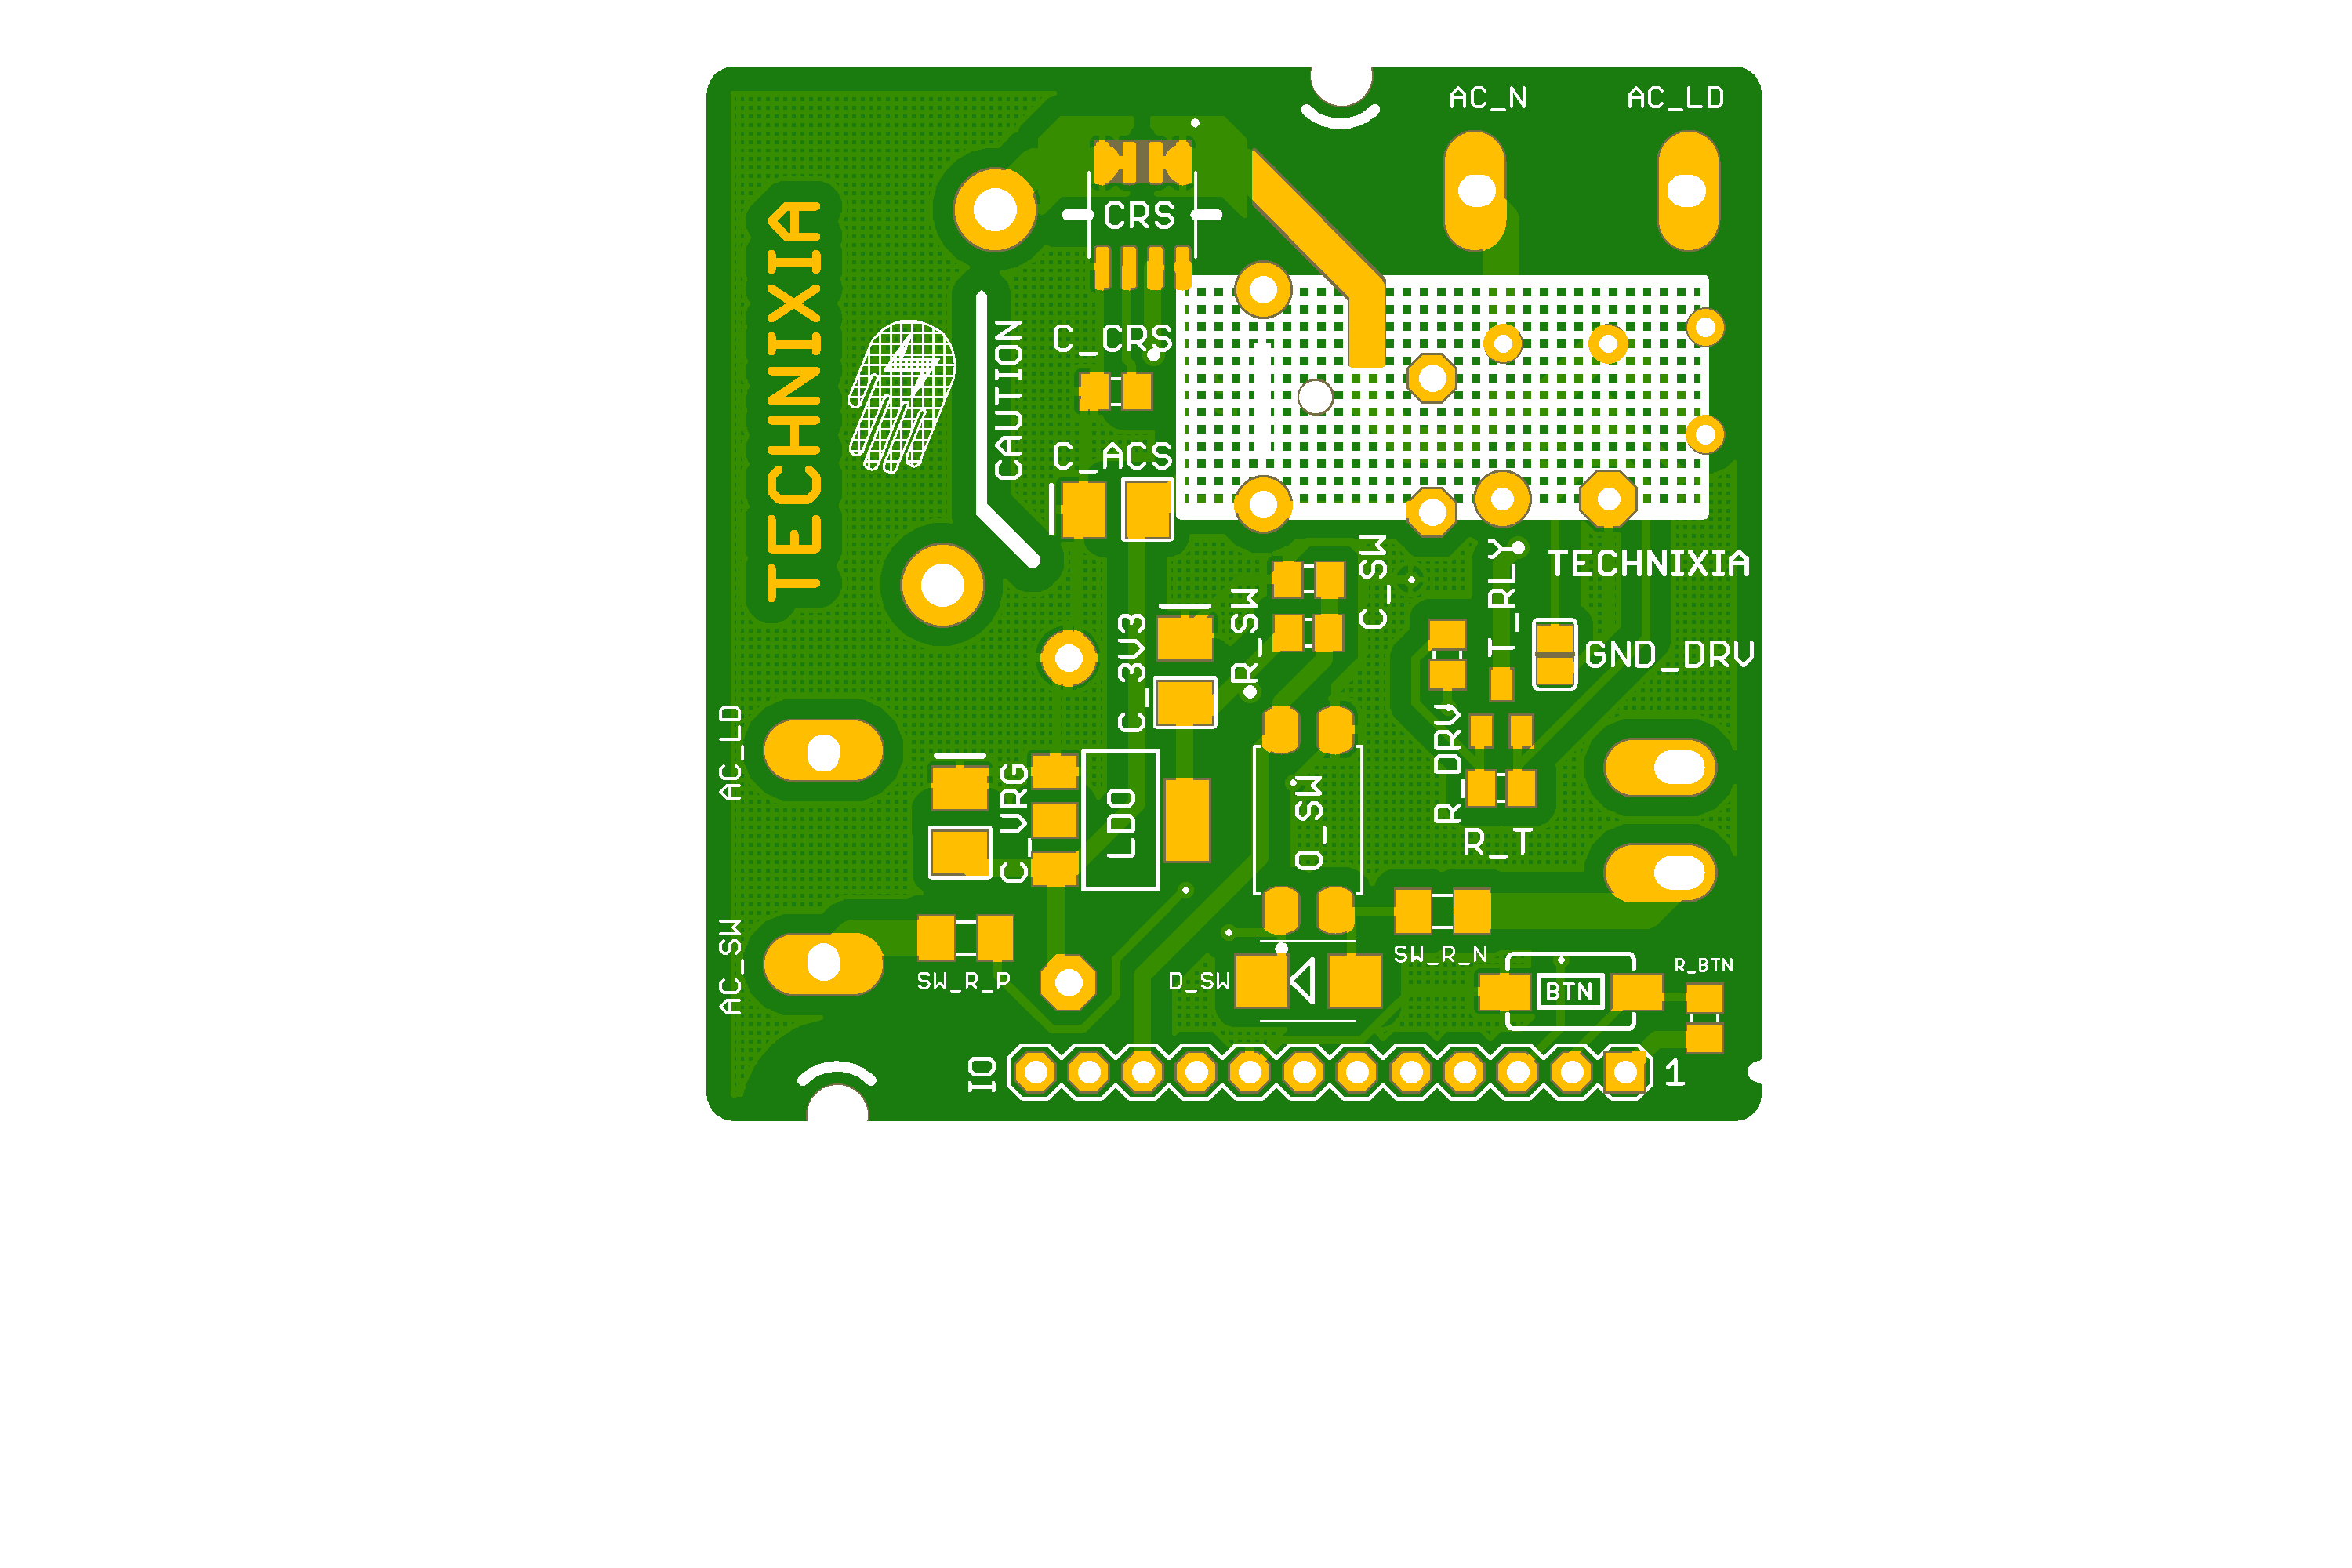 AC_N
AC_LD
TECHNIXIA
CRS
C_CRS
CAUTION
C_ACS
C_SW
T_RLY
TECHNIXIA
R_SW
C_3V3
GND_DRV
AC_LD
R_DRV
C_VRG
LDO
O_SW
R_T
AC_SW
SW_R_P
D_SW
SW_R_N
BTN
R_BTN
IO
1